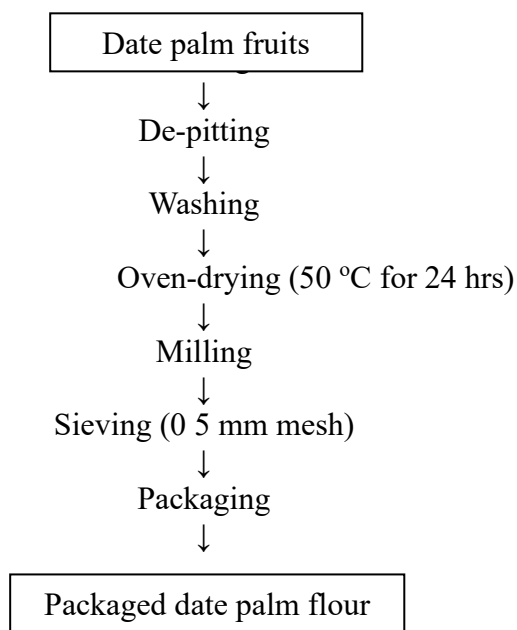 Date palm fruits
↓
De-pitting
↓
Washing
↓
Oven-drying (50 ºC for 24 hrs)
↓
Milling
↓
Sieving (0 5 mm mesh)
↓
Packaging
↓
Packaged date palm flour